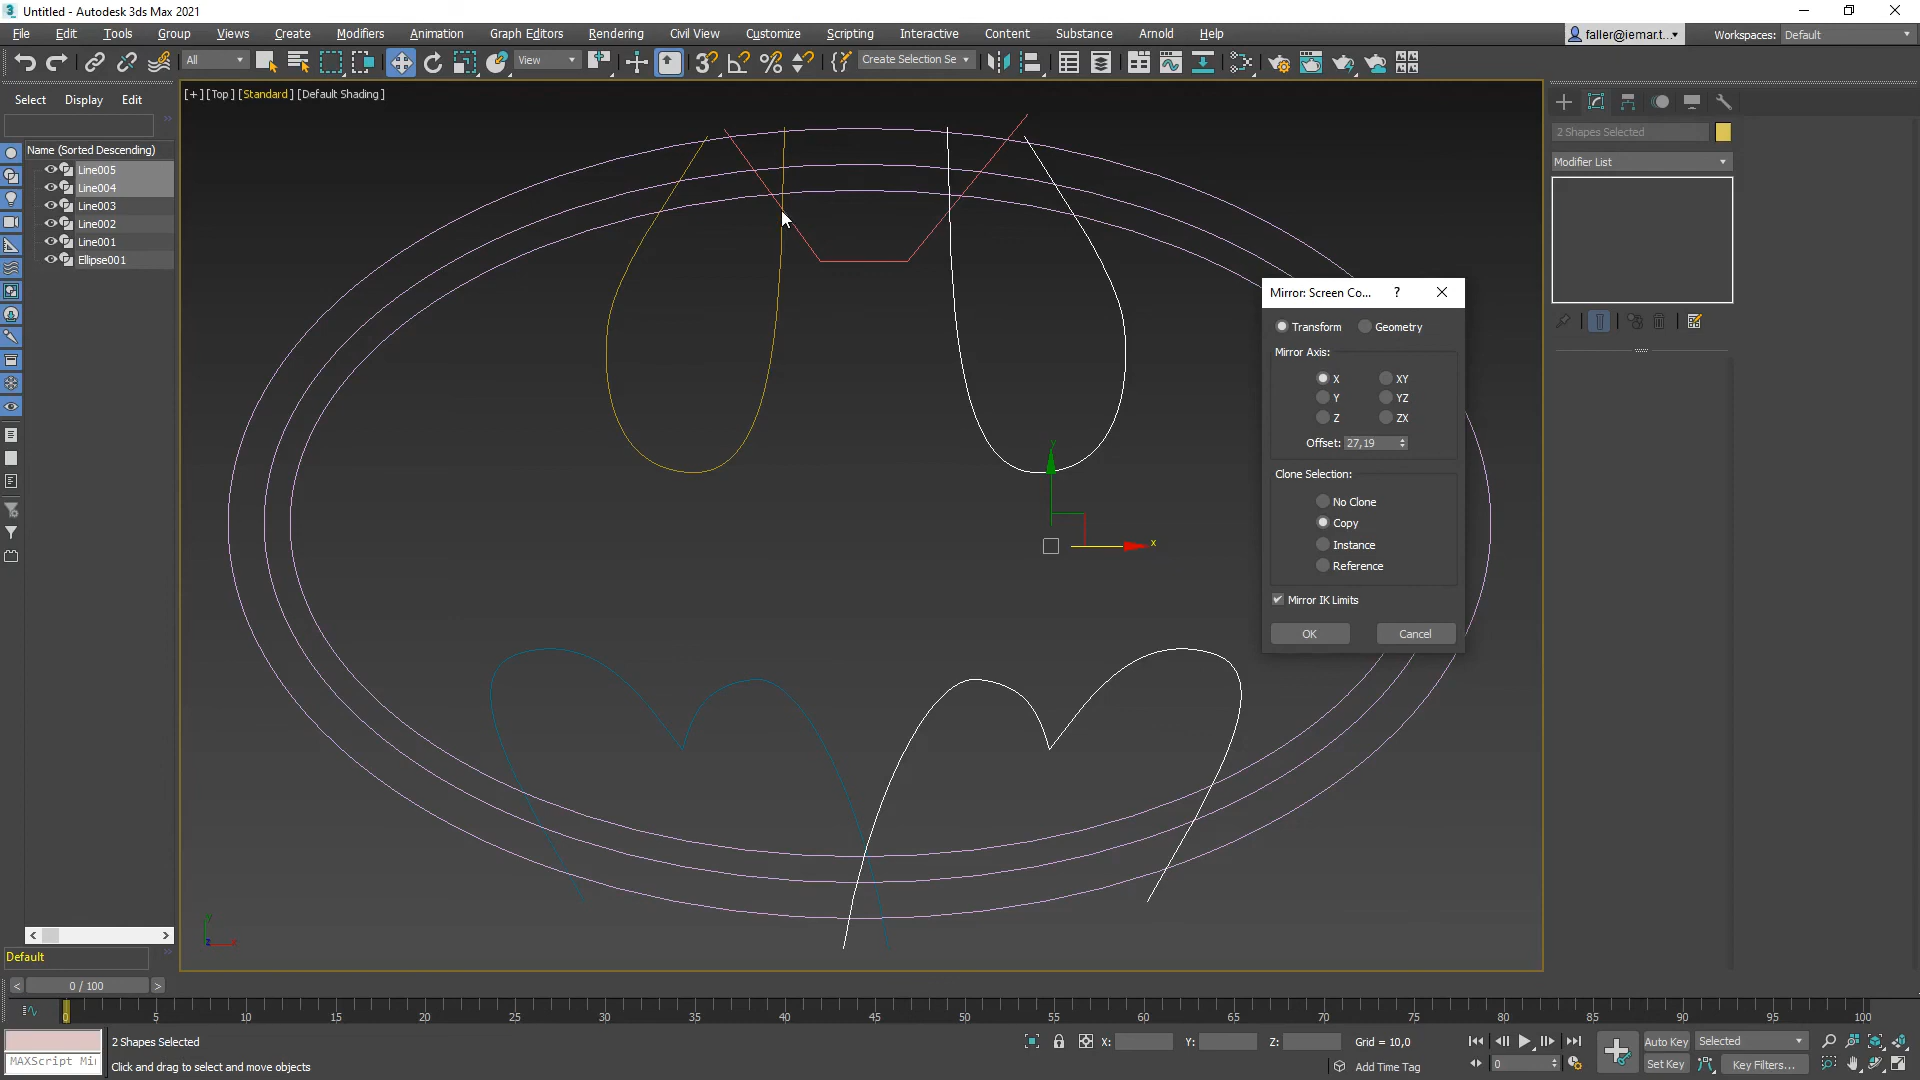 Untitled - Autodesk 3ds Max 2021
File Edit Tools Group Views Create Modifiers Animation Graph Editors Rendering Civil View Customize Scripting Interactive Content Substance Arnold Help
faller@iemar.t...
Workspaces: Default
All
View
Create Selection Se
Select Display Edit
[+] [Top ] [Standard ] [Default Shading ]
Name (Sorted Descending)
Line005
Line004
Line003
Line002
Line001
Ellipse001
2 Shapes Selected
Modifier List
Mirror: Screen Co... ?
Transform Geometry
Mirror Axis:
X XY
Y YZ
Z ZX
Offset: 27,19
Clone Selection:
No Clone
Copy
Instance
Reference
Mirror IK Limits
OK Cancel
y
x
Default
< 0 / 100 >
0 5 10 15 20 25 30 35 40 45 50 55 60 65 70 75 80 85 90 95 100
2 Shapes Selected
X: Y: Z: Grid = 10,0
Auto Key Selected
MAXScript Mi
Click and drag to select and move objects
Add Time Tag
0
Set Key Key Filters...